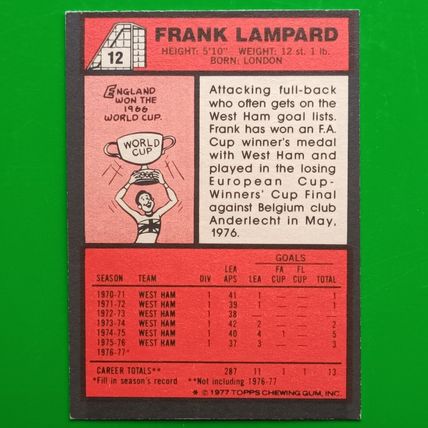 12
FRANK LAMPARD
HEIGHT: 5'10" WEIGHT: 12 st. 1 lb.
BORN: LONDON
ENGLAND
WON THE
1966
WORLD CUP.
WORLD
CUP
Attacking full-back
who often gets on the
West Ham goal lists.
Frank has won an F.A.
Cup winner's medal
with West Ham and
played in the losing
European Cup-
Winners' Cup Final
against Belgium club
Anderlecht in May,
1976.
GOALS
LEA FA FL
SEASON TEAM DIV APS LEA CUP CUP TOTAL
1970-71 WEST HAM 1 41 1 — — 1
1971-72 WEST HAM 1 39 1 — — 1
1972-73 WEST HAM 1 38 — — — —
1973-74 WEST HAM 1 42 2 — — 2
1974-75 WEST HAM 1 40 4 1 — 5
1975-76 WEST HAM 1 37 3 — — 3
1976-77*
CAREER TOTALS** 287 11 1 1 13
*Fill in season's record **Not including 1976-77
* © 1977 TOPPS CHEWING GUM, INC.